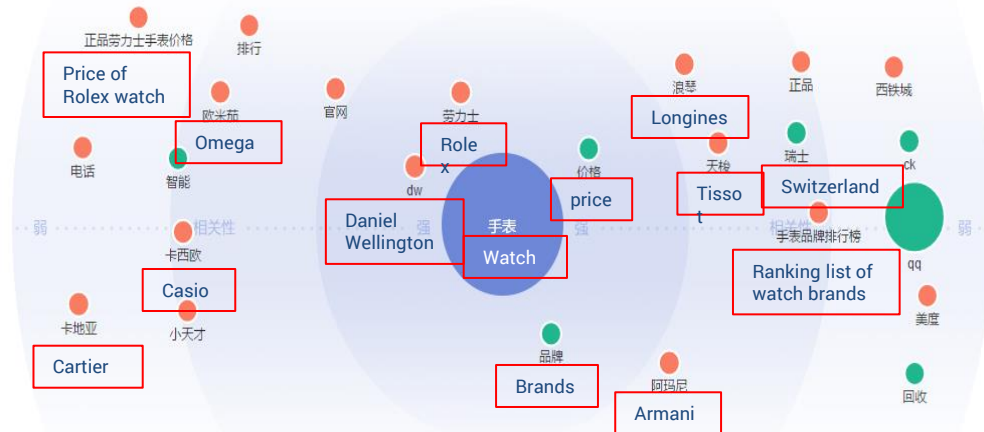 正品劳力士手表价格
排行
Price of
Rolex watch
欧米茄
官网
劳力士
浪琴
正品
西铁城
Omega
Role
x
Longines
电话
智能
dw
价格
天梭
瑞士
ck
price
Tisso
t
Switzerland
Daniel
Wellington
弱
相关性
强
手表
强
相关性
弱
Watch
手表品牌排行榜
卡西欧
qq
Casio
Ranking list of
watch brands
卡地亚
小天才
美度
Cartier
品牌
阿玛尼
回收
Brands
Armani